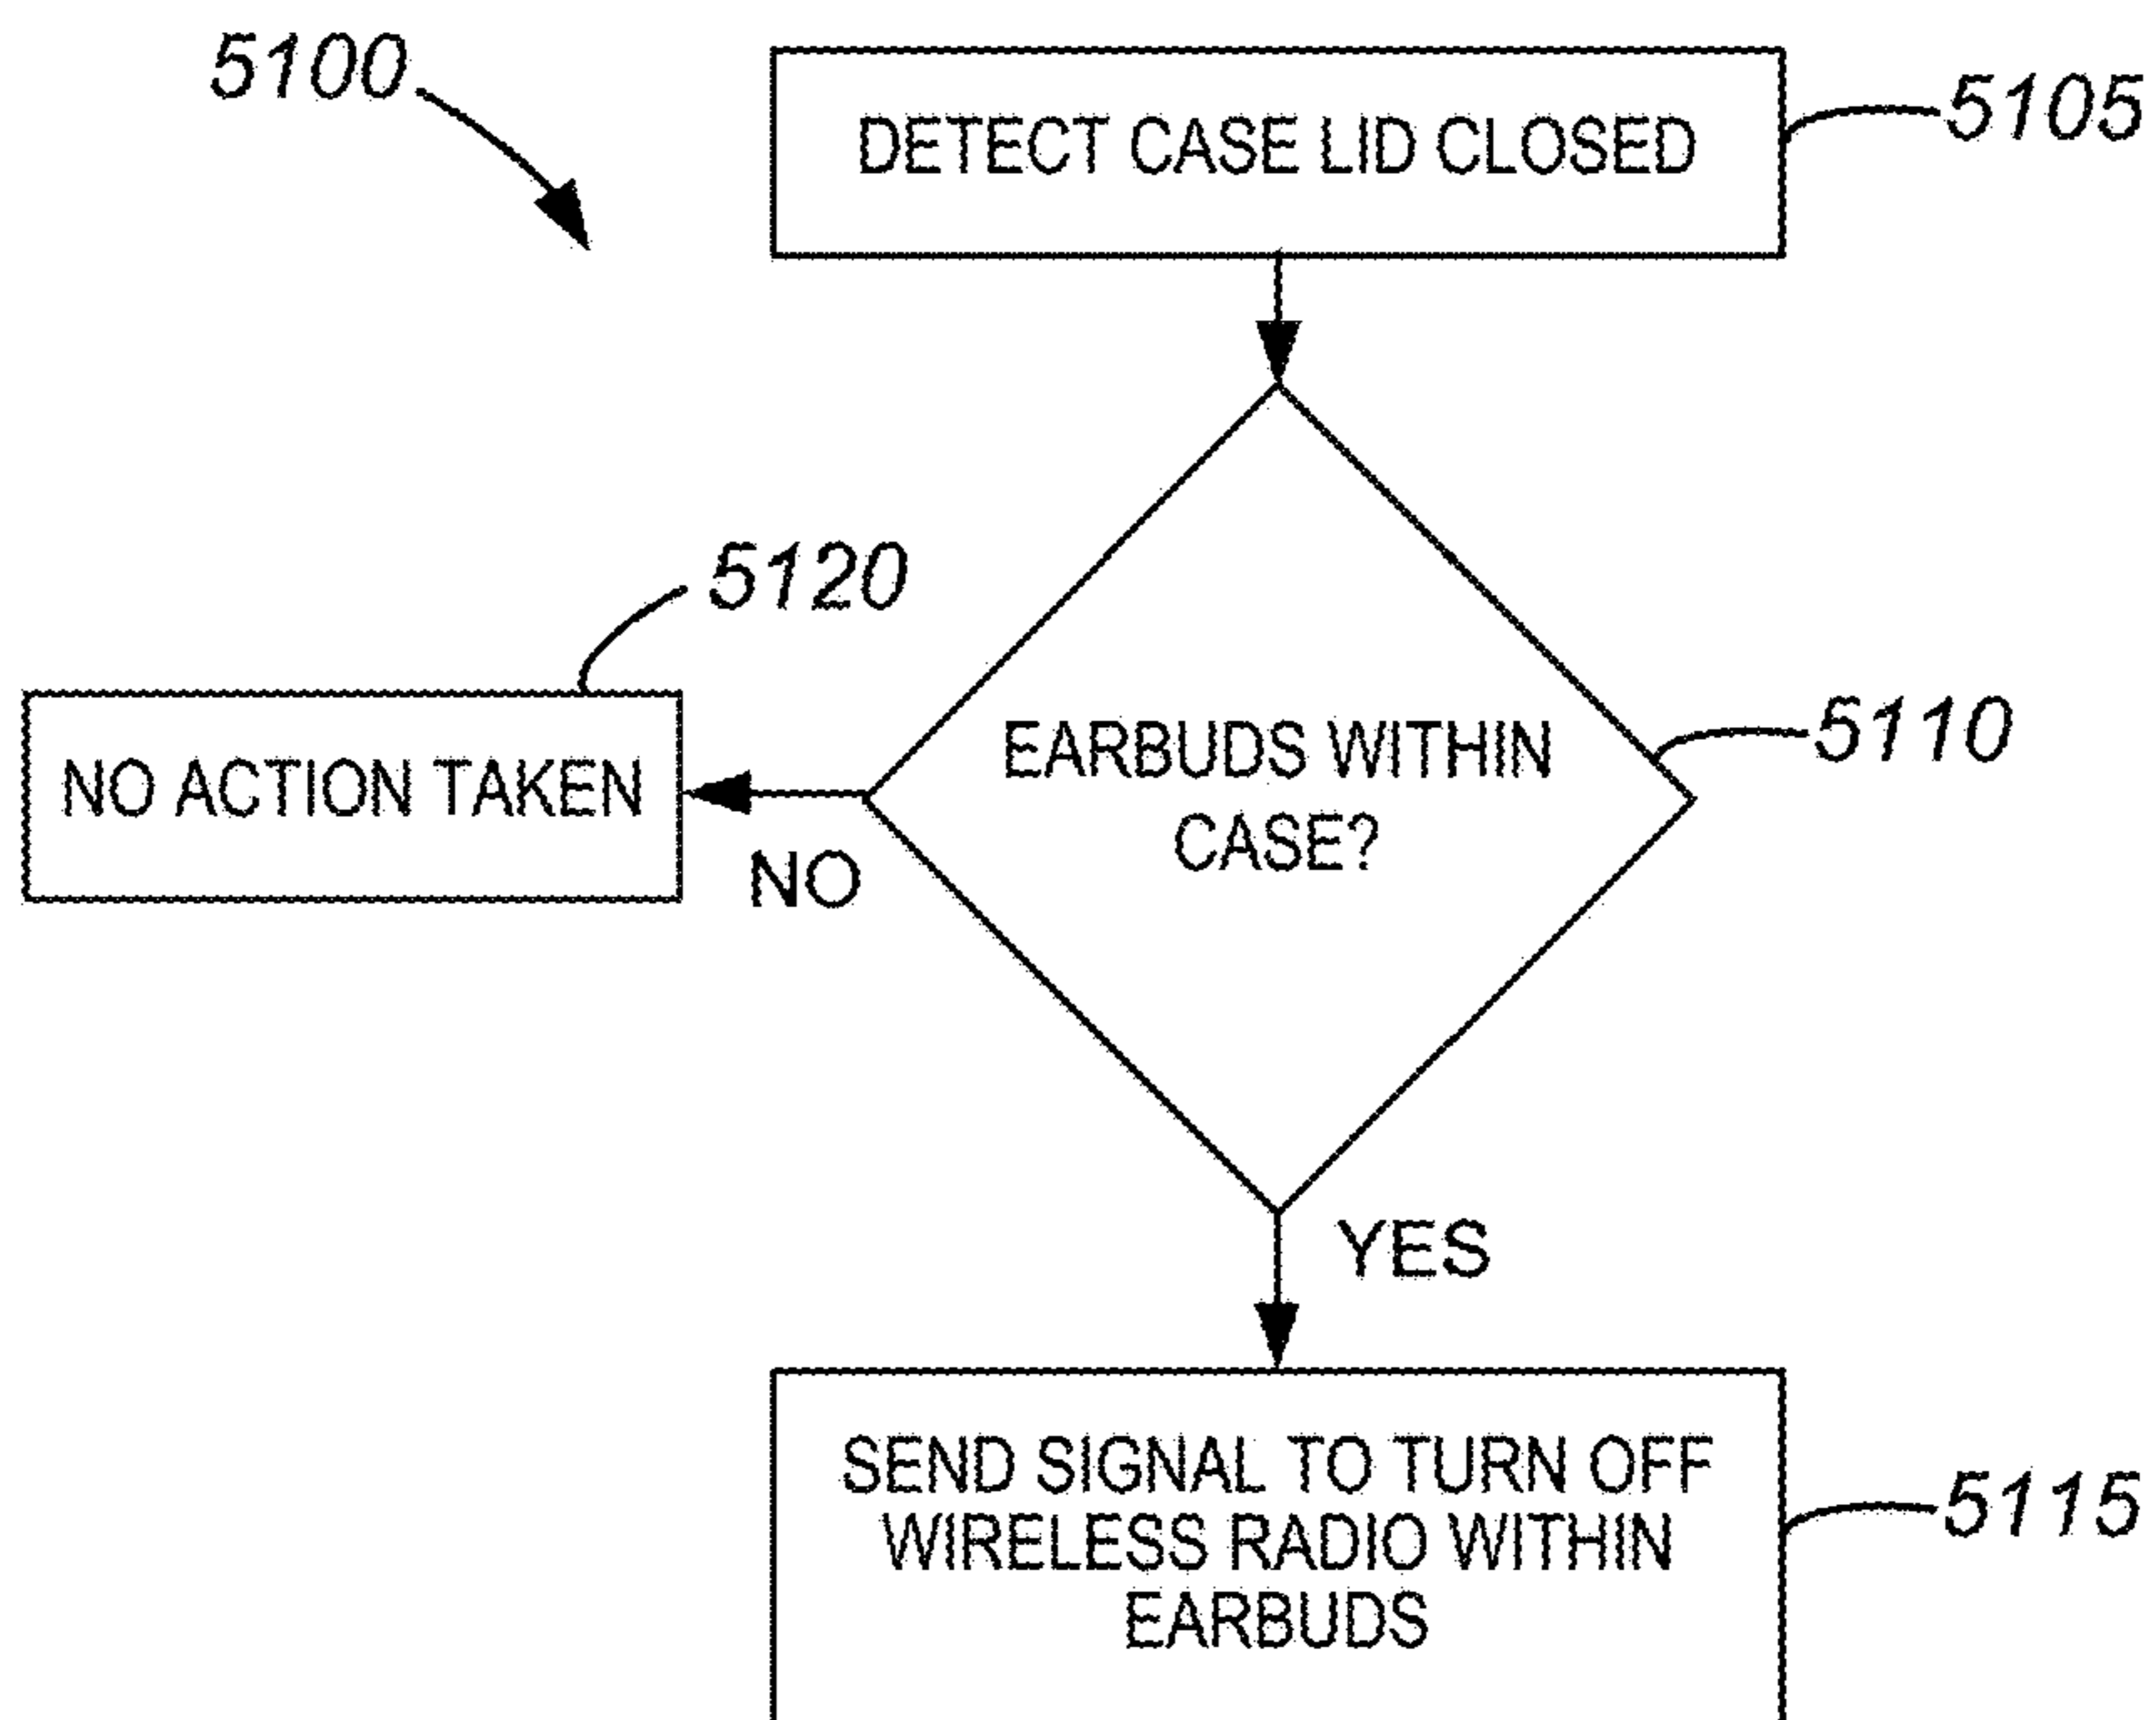 5100
DETECT CASE LID CLOSED
5105
5120
NO ACTION TAKEN
NO
EARBUDS WITHIN
CASE?
5110
YES
SEND SIGNAL TO TURN OFF
WIRELESS RADIO WITHIN
EARBUDS
5115